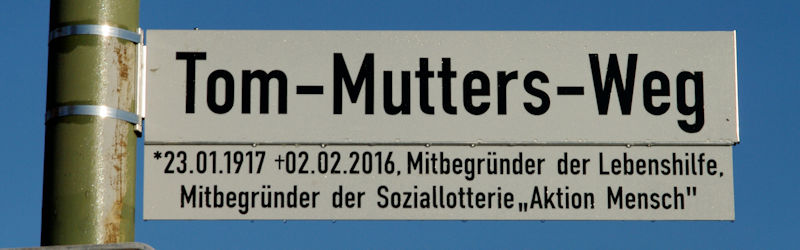 Tom-Mutters-Weg
*23.01.1917 +02.02.2016, Mitbegründer der Lebenshilfe,
Mitbegründer der Soziallotterie „Aktion Mensch"